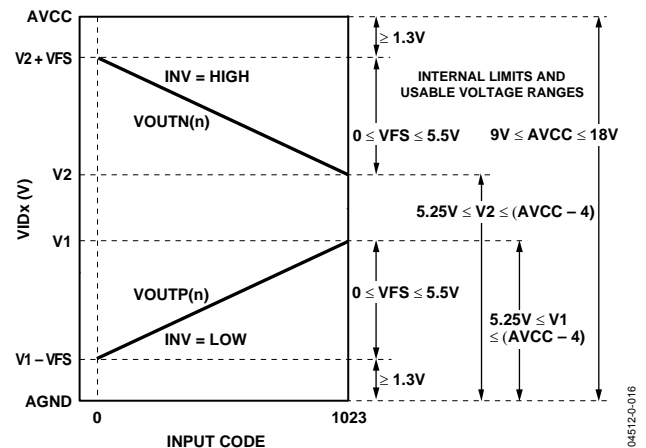 AVCC
≥ 1.3V
V2 + VFS
INV = HIGH
INTERNAL LIMITS AND
USABLE VOLTAGE RANGES
VOUTN(n)
0 ≤ VFS ≤ 5.5V
9V ≤ AVCC ≤ 18V
V2
5.25V ≤ V2 ≤ (AVCC – 4)
VIDx (V)
V1
VOUTP(n)
0 ≤ VFS ≤ 5.5V
5.25V ≤ V1
≤ (AVCC – 4)
INV = LOW
V1 – VFS
≥ 1.3V
AGND
0
1023
INPUT CODE
04512-0-016